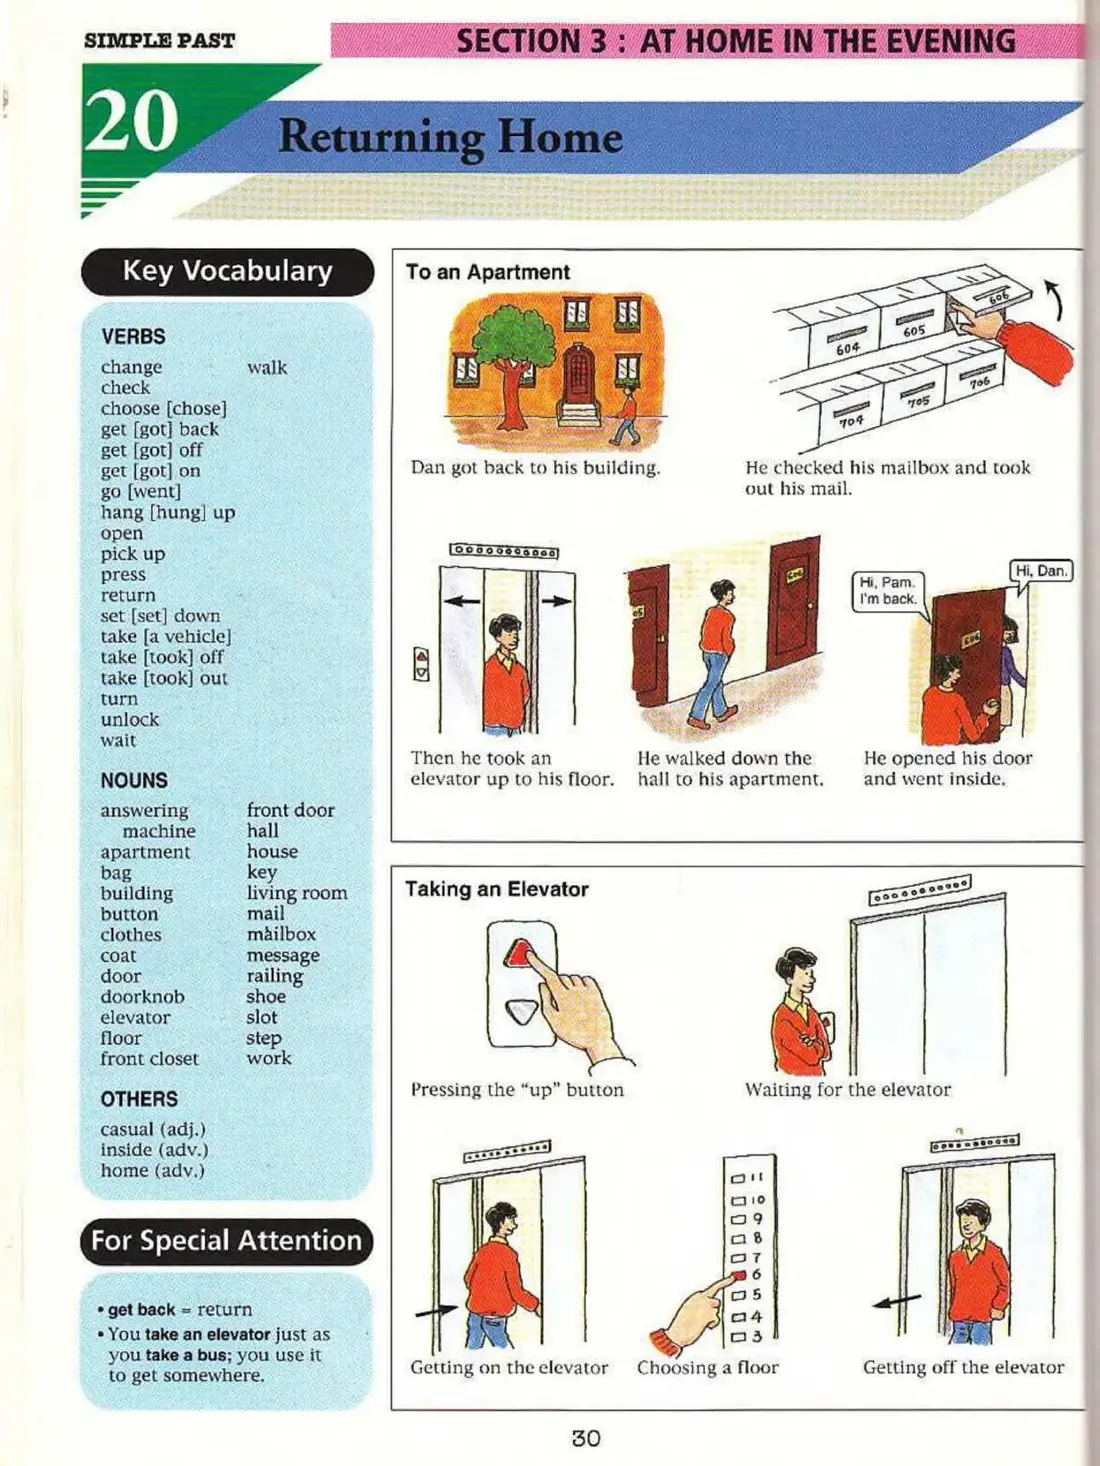 SIMPLE PAST
SECTION 3 : AT HOME IN THE EVENING
20
Returning Home
Key Vocabulary
VERBS
change
check
choose [chose]
get [got] back
get [got] off
get [got] on
go [went]
hang [hung] up
open
pick up
press
return
set [set] down
take [a vehicle]
take [took] off
take [took] out
turn
unlock
wait
walk
NOUNS
answering
machine
apartment
bag
building
button
clothes
coat
door
doorknob
elevator
floor
front closet
front door
hall
house
key
living room
mail
mailbox
message
railing
shoe
slot
step
work
OTHERS
casual (adj.)
inside (adv.)
home (adv.)
For Special Attention
• get back = return
• You take an elevator just as
you take a bus; you use it
to get somewhere.
To an Apartment
604
605
606
704
705
706
Dan got back to his building.
He checked his mailbox and took
out his mail.
05
606
Hi, Pam.
I'm back.
Hi, Dan.
606
Then he took an
elevator up to his floor.
He walked down the
hall to his apartment.
He opened his door
and went inside.
Taking an Elevator
Pressing the “up” button
Waiting for the elevator
11
10
9
8
7
6
5
4
3
Getting on the elevator
Choosing a floor
Getting off the elevator
30